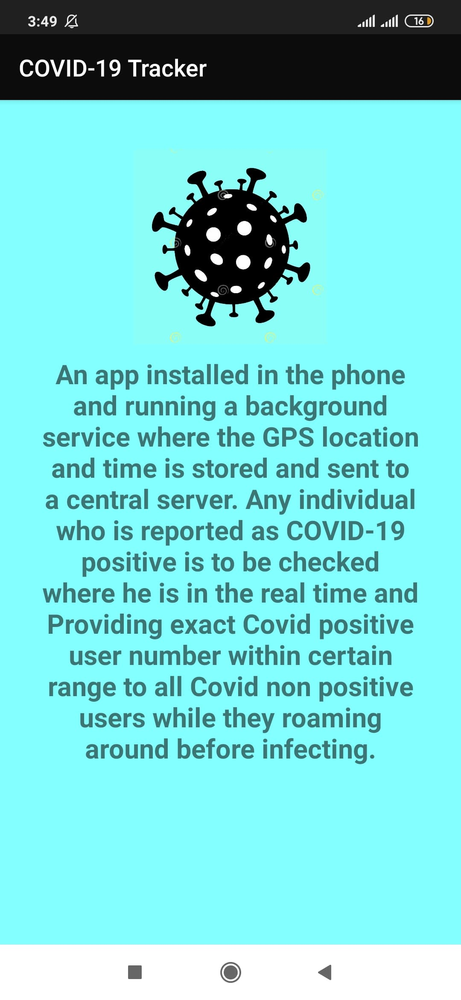 3:49
16
COVID-19 Tracker
An app installed in the phone
and running a background
service where the GPS location
and time is stored and sent to
a central server. Any individual
who is reported as COVID-19
positive is to be checked
where he is in the real time and
Providing exact Covid positive
user number within certain
range to all Covid non positive
users while they roaming
around before infecting.